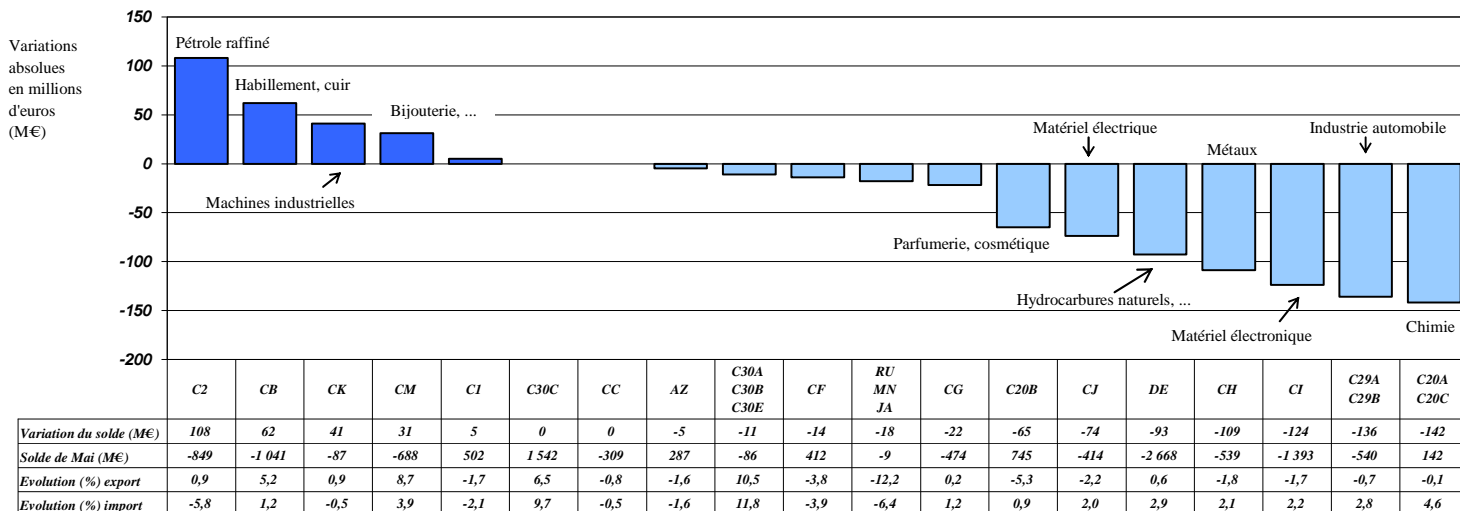 Variations
absolues
en millions
d'euros
(M€)
150
100
50
0
-50
-100
-150
-200
Pétrole raffiné
Habillement, cuir
Bijouterie, ...
Machines industrielles
Matériel électrique
Industrie automobile
Métaux
Parfumerie, cosmétique
Hydrocarbures naturels, ...
Matériel électronique
Chimie
C2 CB CK CM C1 C30C CC AZ C30A C30B C30E CF RU MN JA CG C20B CJ DE CH CI C29A C29B C20A C20C
Variation du solde (M€) 108 62 41 31 5 0 0 -5 -11 -14 -18 -22 -65 -74 -93 -109 -124 -136 -142
Solde de Mai (M€) -849 -1 041 -87 -688 502 1 542 -309 287 -86 412 -9 -474 745 -414 -2 668 -539 -1 393 -540 142
Evolution (%) export 0,9 5,2 0,9 8,7 -1,7 6,5 -0,8 -1,6 10,5 -3,8 -12,2 0,2 -5,3 -2,2 0,6 -1,8 -1,7 -0,7 -0,1
Evolution (%) import -5,8 1,2 -0,5 3,9 -2,1 9,7 -0,5 -1,6 11,8 -3,9 -6,4 1,2 0,9 2,0 2,9 2,1 2,2 2,8 4,6